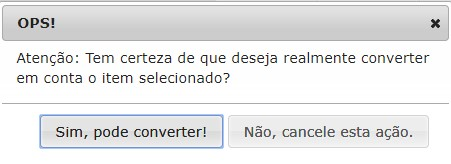 OPS!
Atenção: Tem certeza de que deseja realmente converter
em conta o item selecionado?
Sim, pode converter!
Não, cancele esta ação.